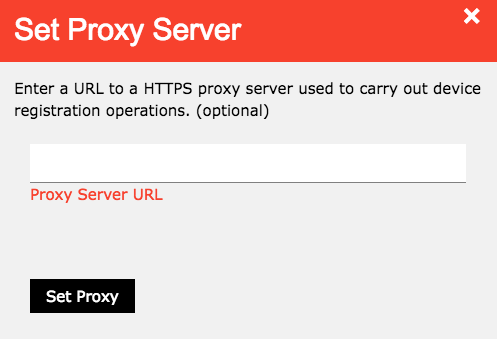 Set Proxy Server
Enter a URL to a HTTPS proxy server used to carry out device
registration operations. (optional)
Proxy Server URL
Set Proxy